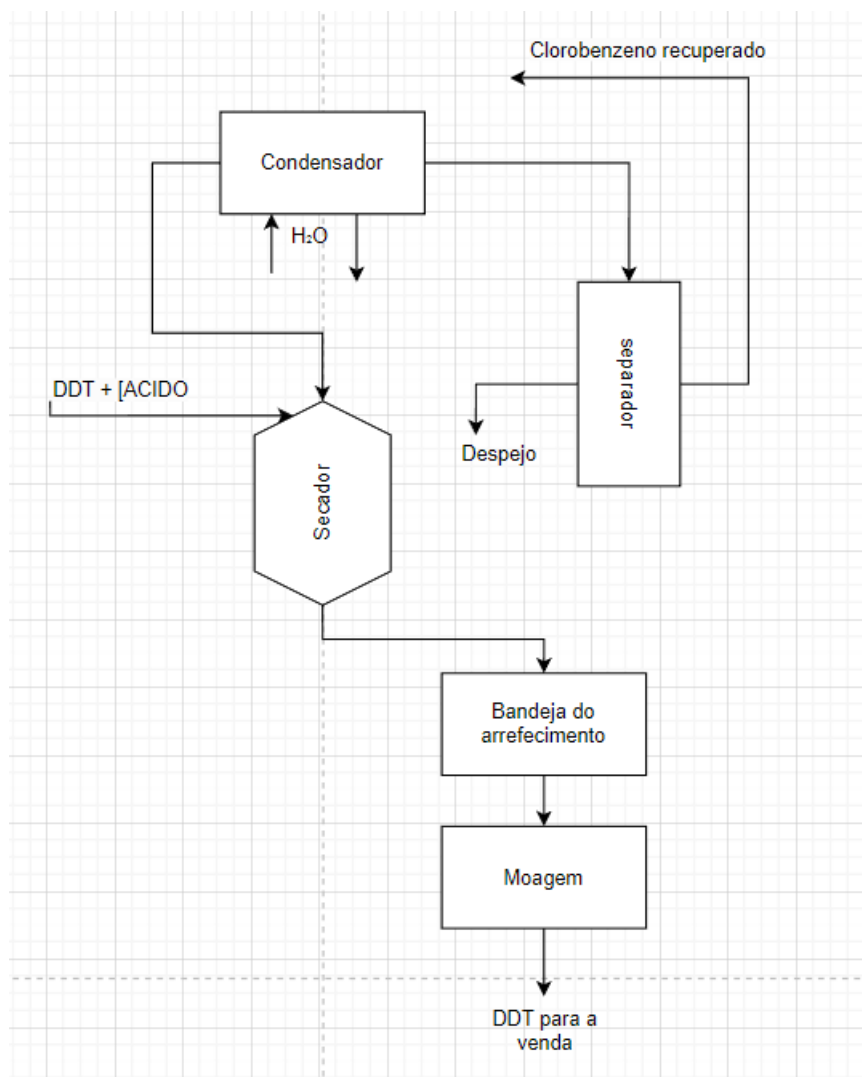 Clorobenzeno recuperado
Condensador
H₂O
separador
DDT + [ACIDO
Despejo
Secador
Bandeja do
arrefecimento
Moagem
DDT para a
venda